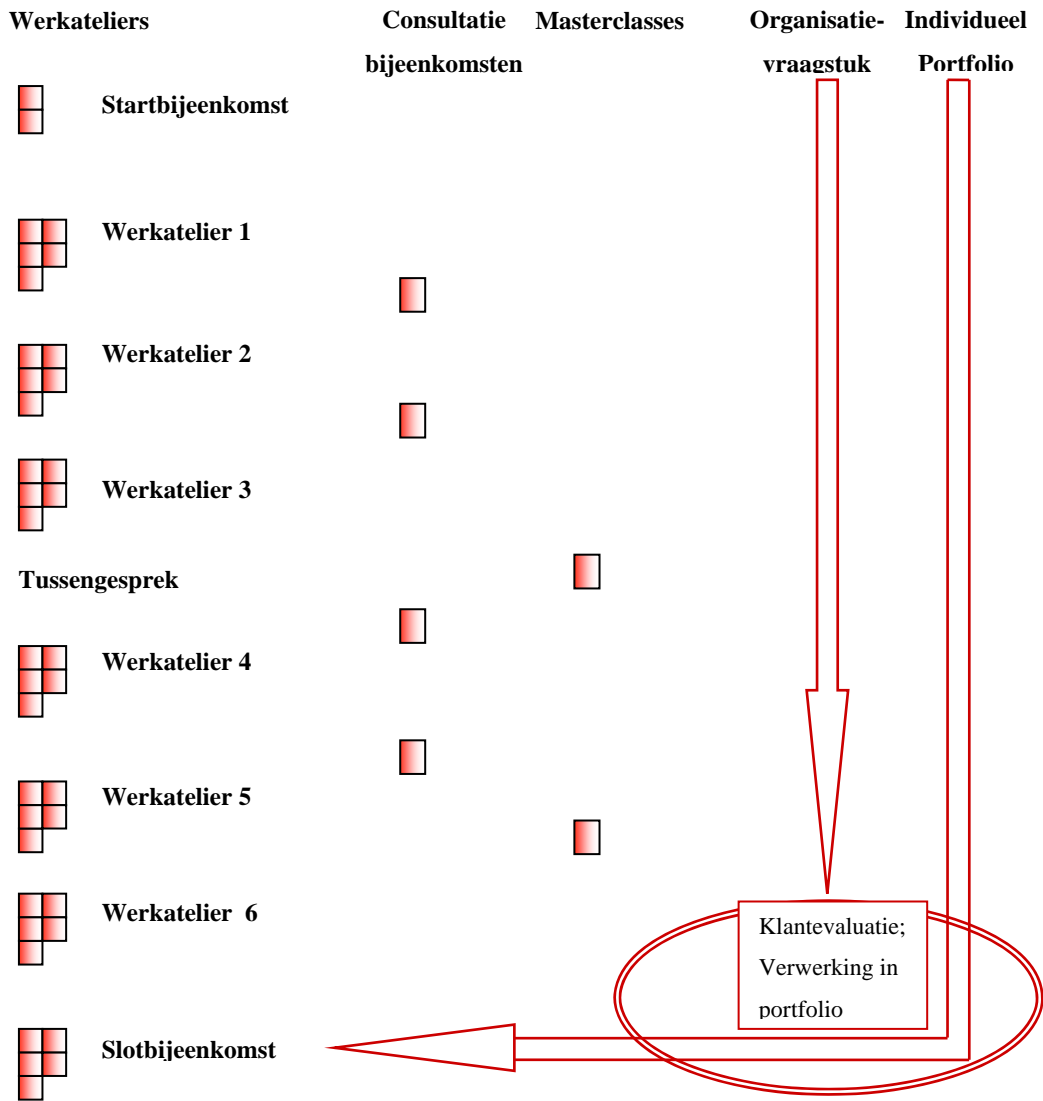 Werkateliers Consultatie Masterclasses Organisatie- Individueel
bijeenkomsten vraagstuk Portfolio
Startbijeenkomst
Werkatelier 1
Werkatelier 2
Werkatelier 3
Tussengesprek
Werkatelier 4
Werkatelier 5
Werkatelier 6
Klantevaluatie;
Verwerking in
portfolio
Slotbijeenkomst